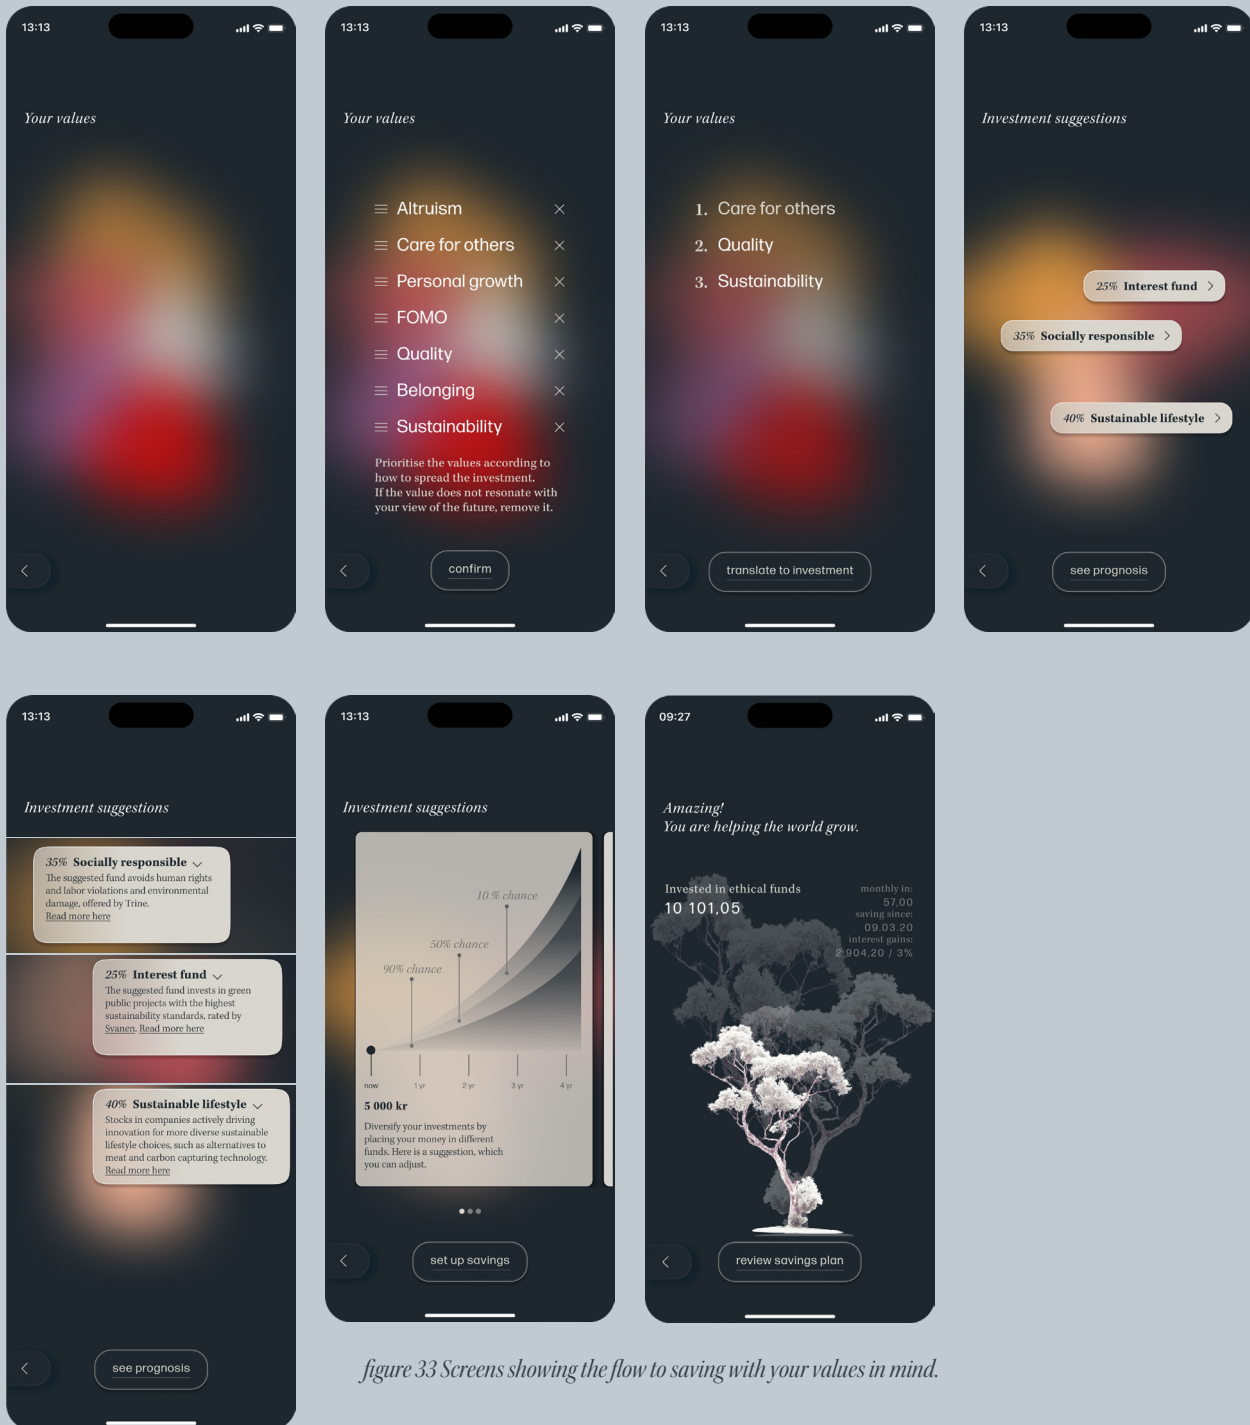 13:13
Your values
13:13
Your values
Altruism
Care for others
Personal growth
FOMO
Quality
Belonging
Sustainability
Prioritise the values according to
how to spread the investment.
If the value does not resonate with
your view of the future, remove it.
confirm
13:13
Your values
1. Care for others
2. Quality
3. Sustainability
translate to investment
13:13
Investment suggestions
25% Interest fund
35% Socially responsible
40% Sustainable lifestyle
see prognosis
13:13
Investment suggestions
35% Socially responsible
The suggested fund avoids human rights
and labor violations and environmental
damage, offered by Trine.
Read more here
25% Interest fund
The suggested fund invests in green
public projects with the highest
sustainability standards, rated by
Svanen. Read more here
40% Sustainable lifestyle
Stocks in companies actively driving
innovation for more diverse sustainable
lifestyle choices, such as alternatives to
meat and carbon capturing technology.
Read more here
see prognosis
13:13
Investment suggestions
10 % chance
50% chance
90% chance
now 1 yr 2 yr 3 yr 4 yr
5 000 kr
Diversify your investments by
placing your money in different
funds. Here is a suggestion, which
you can adjust.
set up savings
09:27
Amazing!
You are helping the world grow.
Invested in ethical funds
10 101,05
monthly in:
57,00
saving since:
09.03.20
interest gains:
2.904,20 / 3%
review savings plan
figure 33 Screens showing the flow to saving with your values in mind.